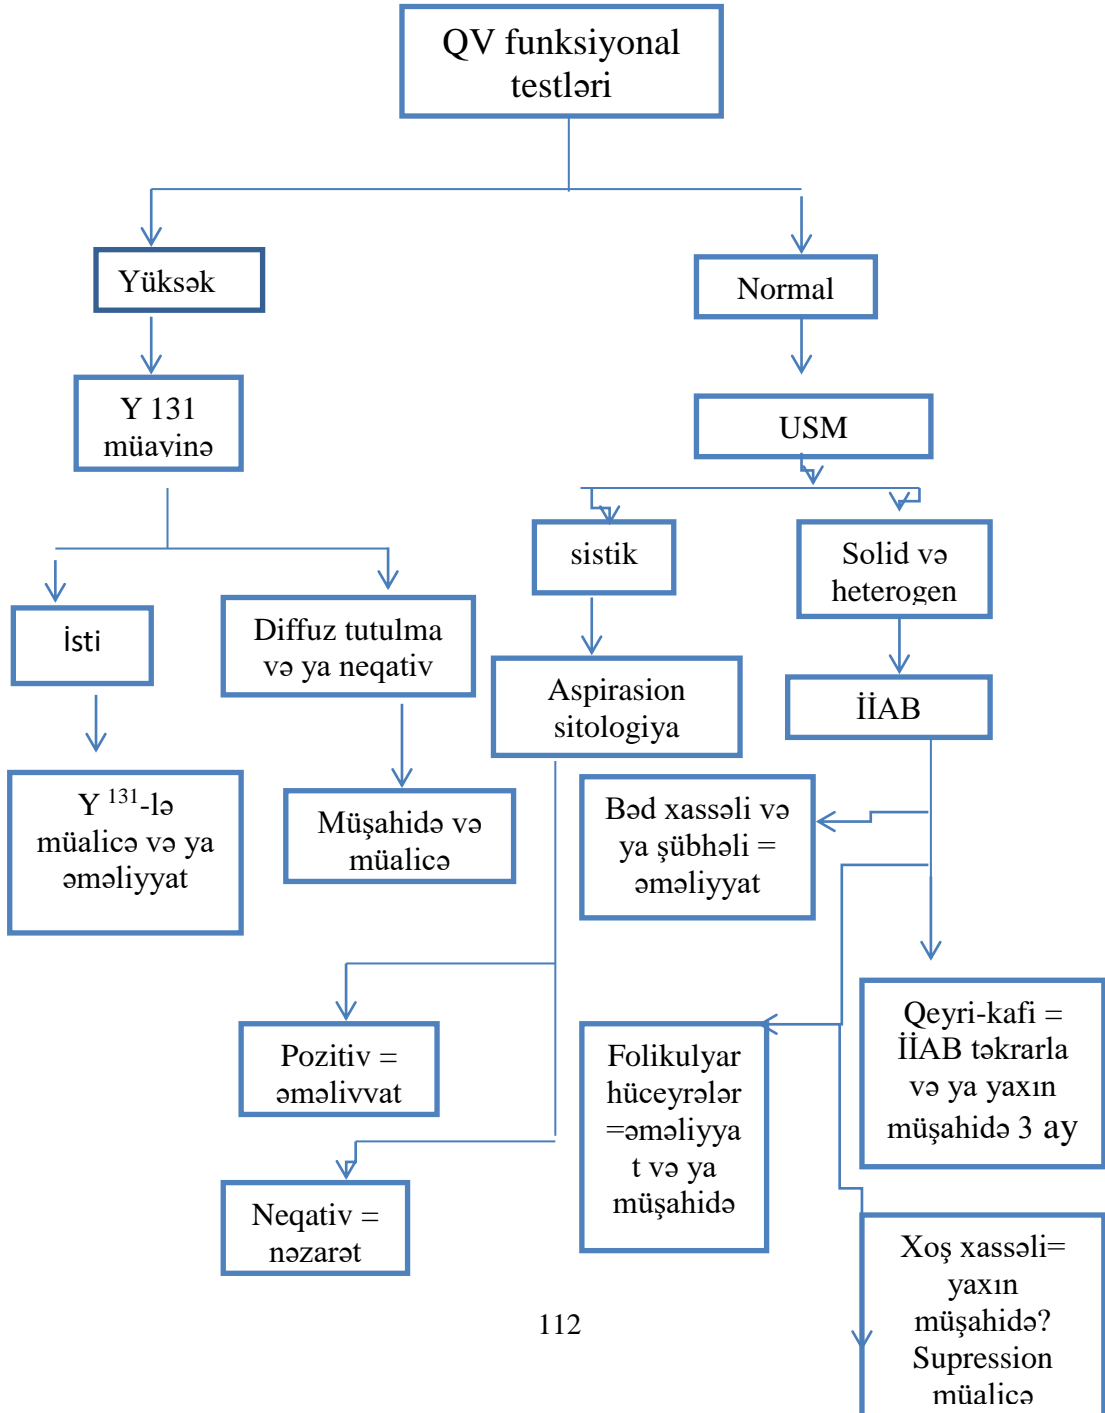 QV funksiyonal
testləri
Yüksək
Normal
Y 131
müavinə
USM
İsti
Diffuz tutulma
və ya neqativ
sistik
Solid və
heterogen
Aspirasion
sitologiya
İİAB
Y 131-lə
müalicə və ya
əməliyyat
Müşahidə və
müalicə
Bəd xassəli və
ya şübhəli =
əməliyyat
Pozitiv =
əməliyyat
Folikulyar
hüceyrələr
=əməliyya
t və ya
müşahidə
Qeyri-kafi =
İİAB təkrarla
və ya yaxın
müşahidə 3 ay
Neqativ =
nəzarət
Xoş xassəli=
yaxın
müşahidə?
Supression
müalicə
112